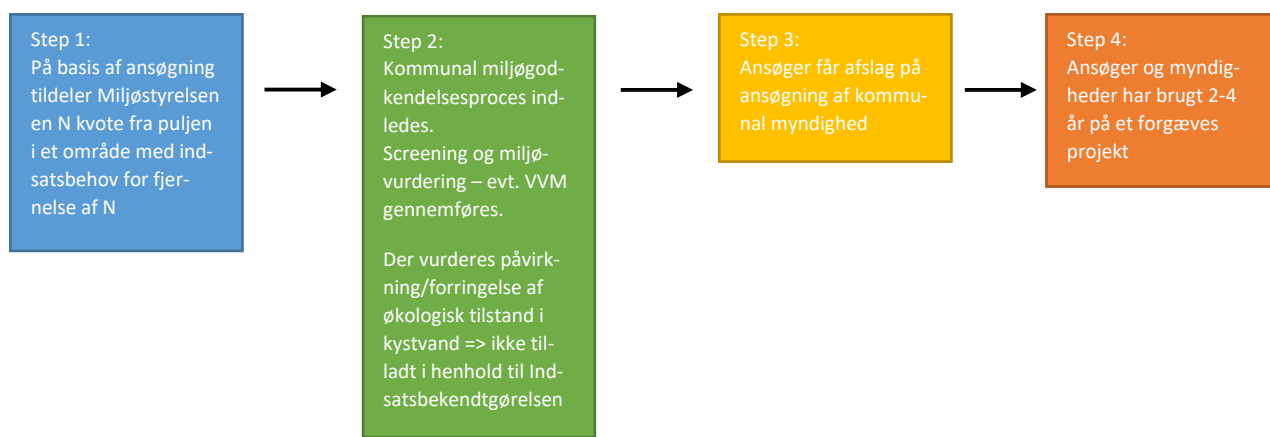 Step 1:
På basis af ansøgning
tildeler Miljøstyrelsen
en N kvote fra puljen
i et område med ind-
satsbehov for fjer-
nelse af N
Step 2:
Kommunal miljøgod-
kendelsesproces ind-
ledes.
Screening og miljø-
vurdering – evt. VVM
gennemføres.
Der vurderes påvirk-
ning/forringelse af
økologisk tilstand i
kystvand => ikke til-
ladt i henhold til Ind-
satsbekendtgørelsen
Step 3:
Ansøger får afslag på
ansøgning af kommu-
nal myndighed
Step 4:
Ansøger og myndig-
heder har brugt 2-4
år på et forgæves
projekt